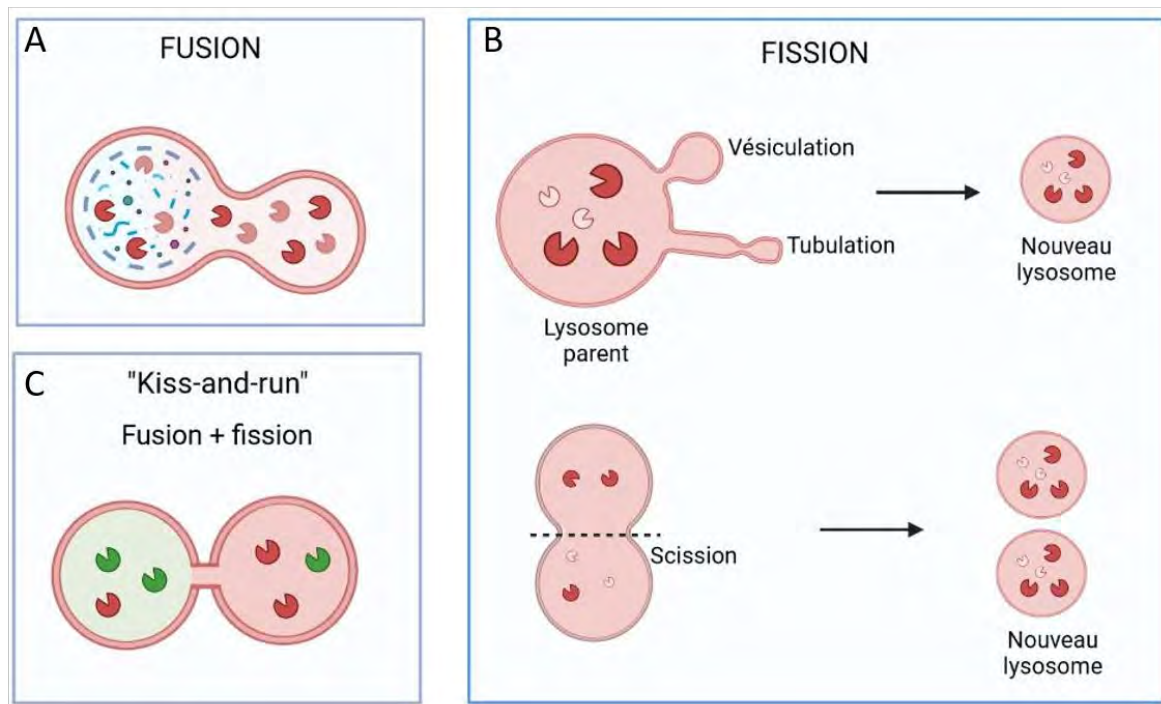 A
FUSION
B
FISSION
Vésiculation
Tubulation
Lysosome
parent
Nouveau
lysosome
Scission
Nouveau
lysosome
C
"Kiss-and-run"
Fusion + fission